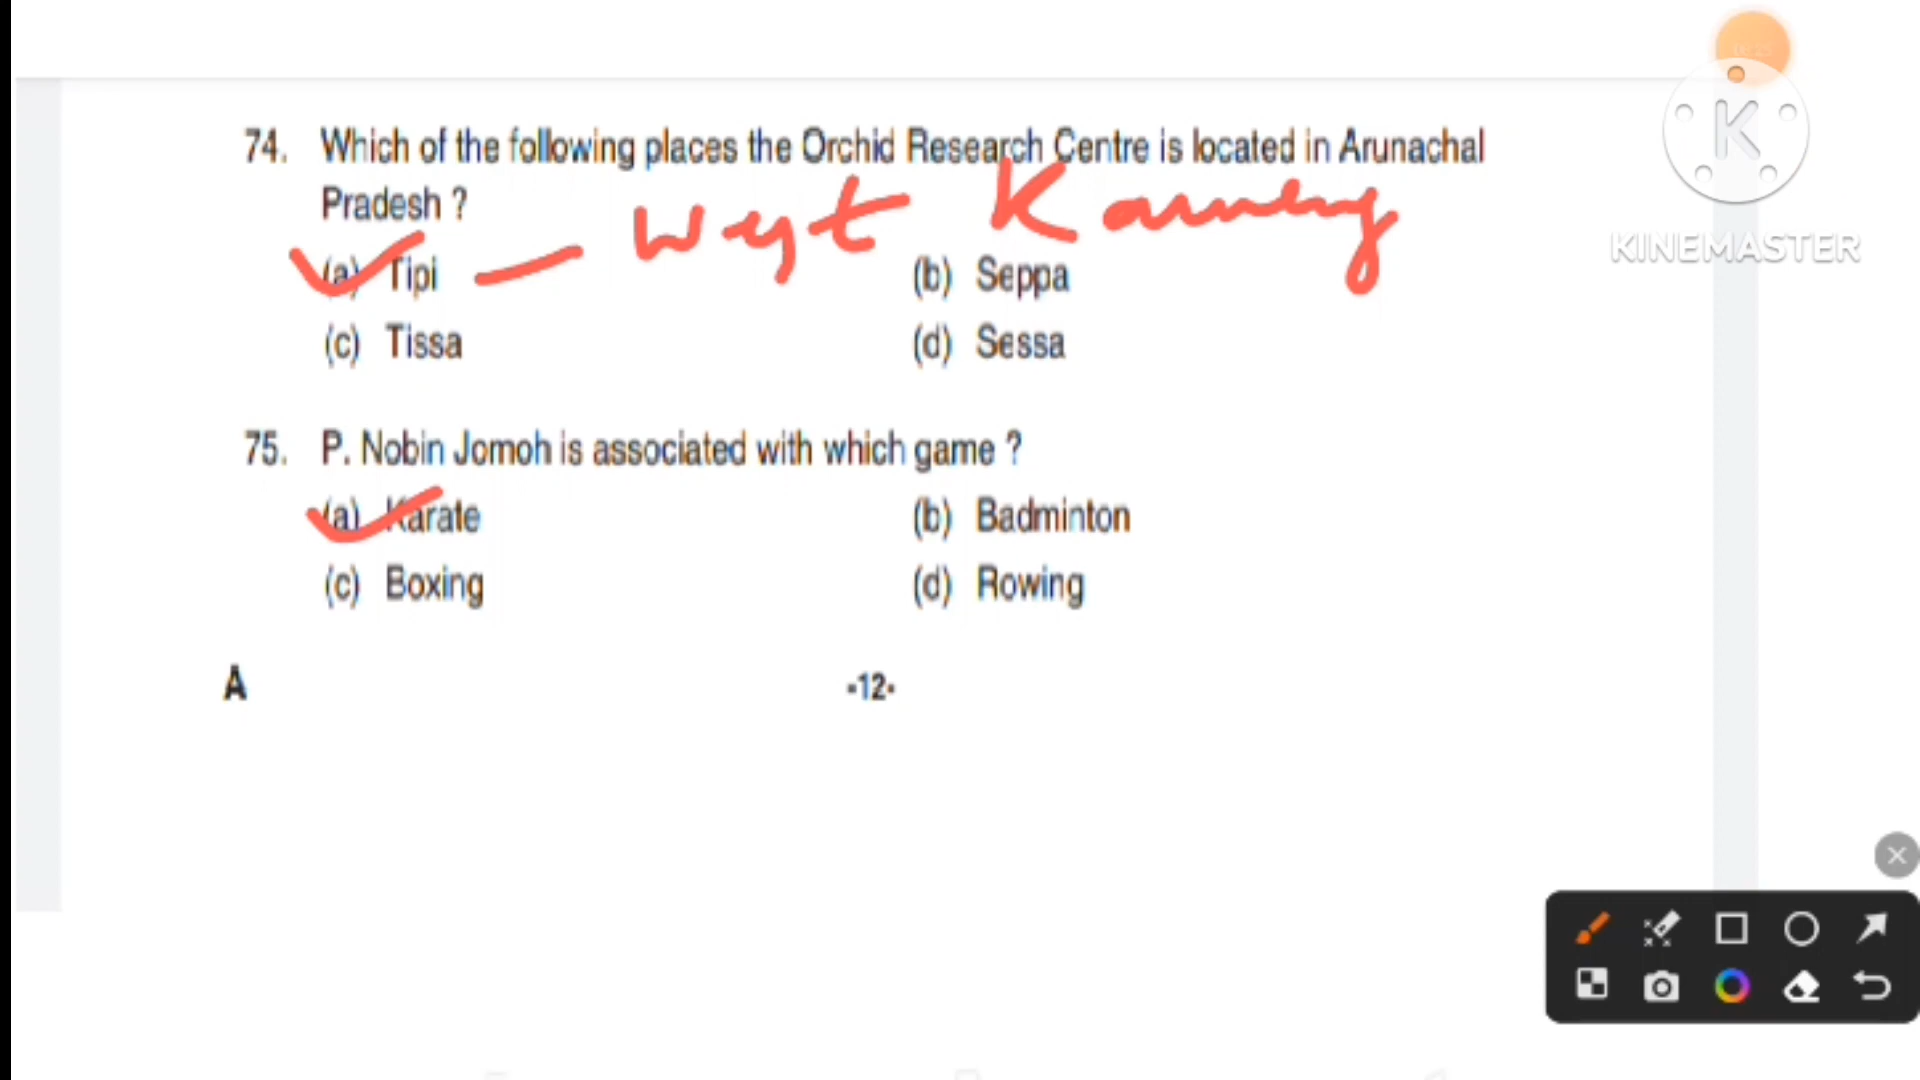 74. Which of the following places the Orchid Research Centre is located in Arunachal
Pradesh ?
West Kameng
(a) Tipi
(b) Seppa
(c) Tissa
(d) Sessa
75. P. Nobin Jomoh is associated with which game ?
(a) Karate
(b) Badminton
(c) Boxing
(d) Rowing
A
-12-
K
KINEMASTER